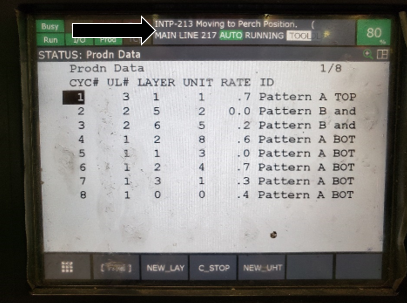 Busy
INTP-213 Moving to Perch Position. (
Run I/O Prod MAIN LINE 217 AUTO RUNNING TOOL
80
%
STATUS: Prodn Data
Prodn Data 1/8
CYC# UL# LAYER UNIT RATE ID
1 3 1 1 .7 Pattern A TOP
2 2 5 2 0.0 Pattern B and
3 2 6 5 .2 Pattern B and
4 1 2 8 .6 Pattern A BOT
5 1 1 3 .0 Pattern A BOT
6 1 2 4 .7 Pattern A BOT
7 1 3 1 .3 Pattern A BOT
8 1 0 0 .4 Pattern A BOT
[TYPE] NEW_LAY C_STOP NEW_UHT